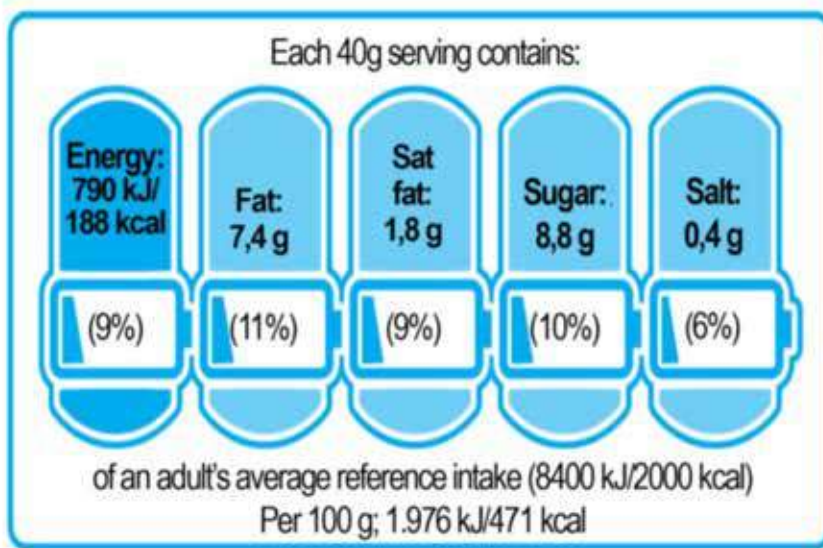 Each 40g serving contains:
Energy:
790 kJ/
188 kcal
(9%)
Fat:
7,4 g
(11%)
Sat
fat:
1,8 g
(9%)
Sugar:
8,8 g
(10%)
Salt:
0,4 g
(6%)
of an adult's average reference intake (8400 kJ/2000 kcal)
Per 100 g; 1.976 kJ/471 kcal